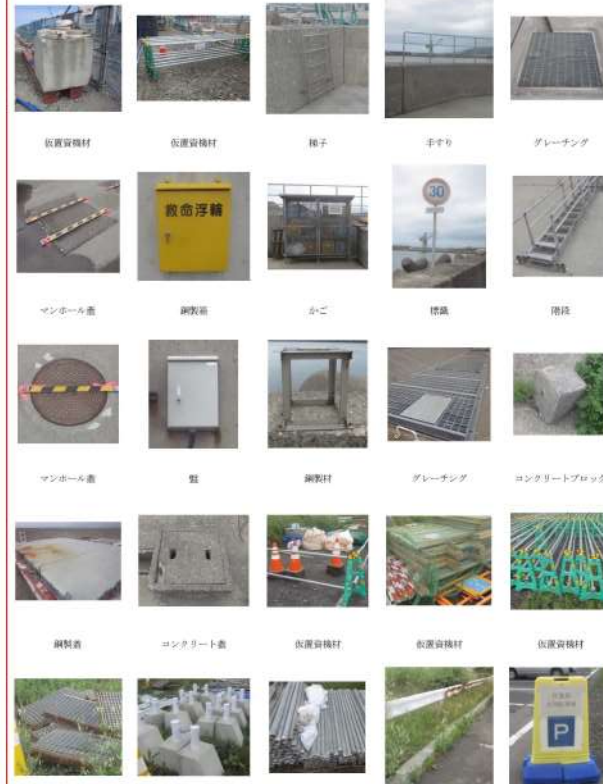 仮置資機材 仮置資機材 梯子 手すり グレーチング
救命浮輪
30
マンホール蓋 鋼製箱 かご 標識 階段
マンホール蓋 盤 鋼製材 グレーチング コンクリートブロック
鋼製蓋 コンクリート蓋 仮置資機材 仮置資機材 仮置資機材
P